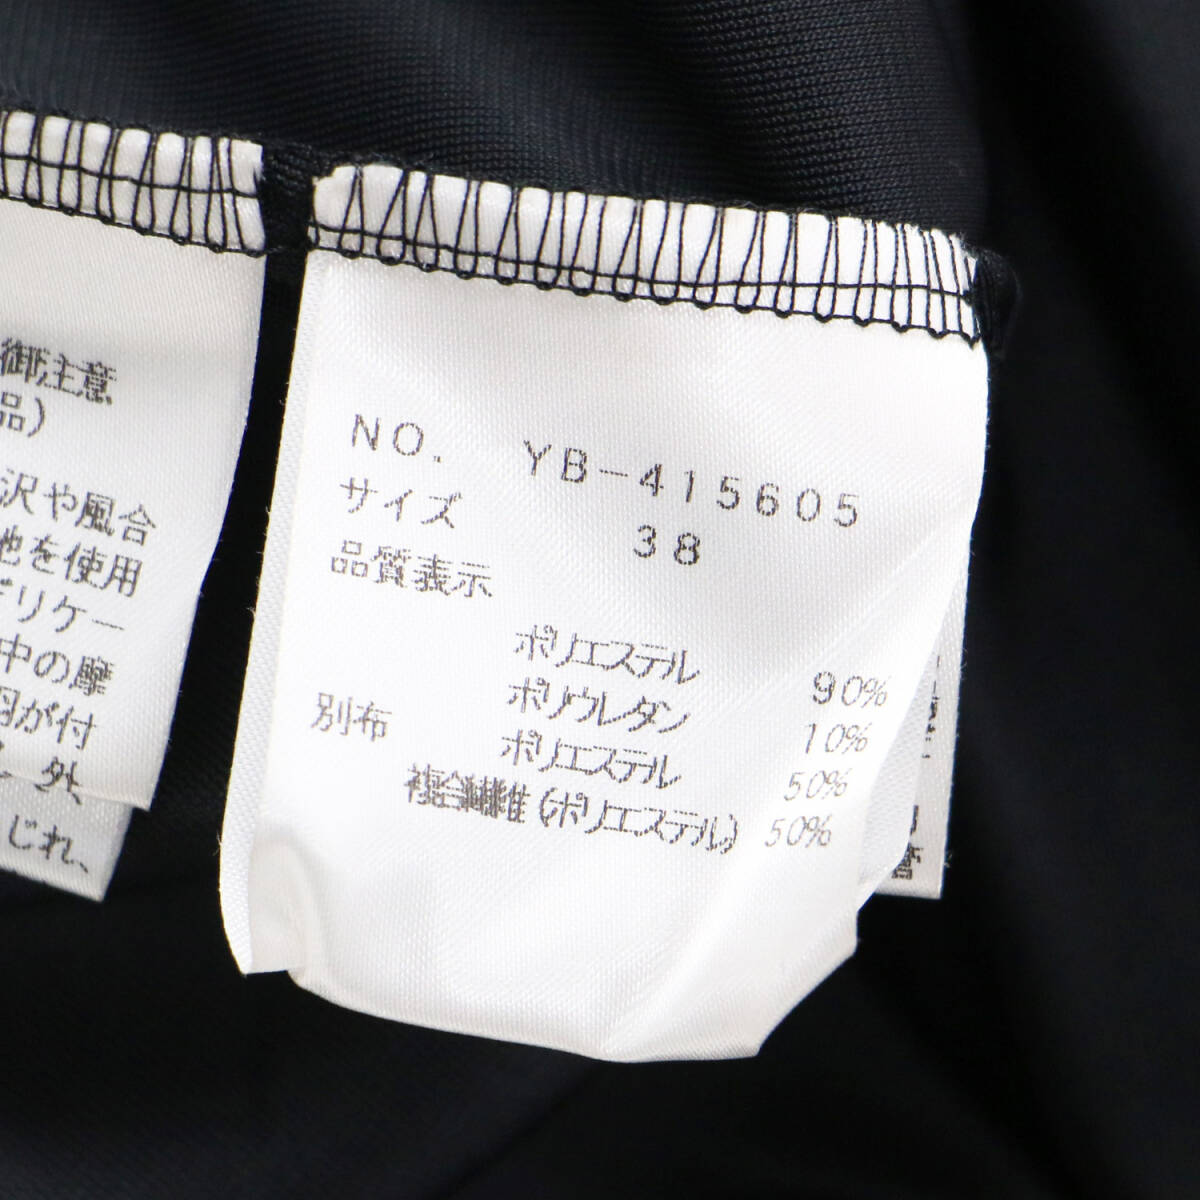 御注意
品)
沢や風合
地を使用
デリケー
中の摩
羽が付
外、
じれ、
NO. YB-415605
サイズ 38
品質表示
ポリエステル 90%
ポリウレタン 10%
別布 ポリエステル 50%
複合繊維(ポリエステル) 50%